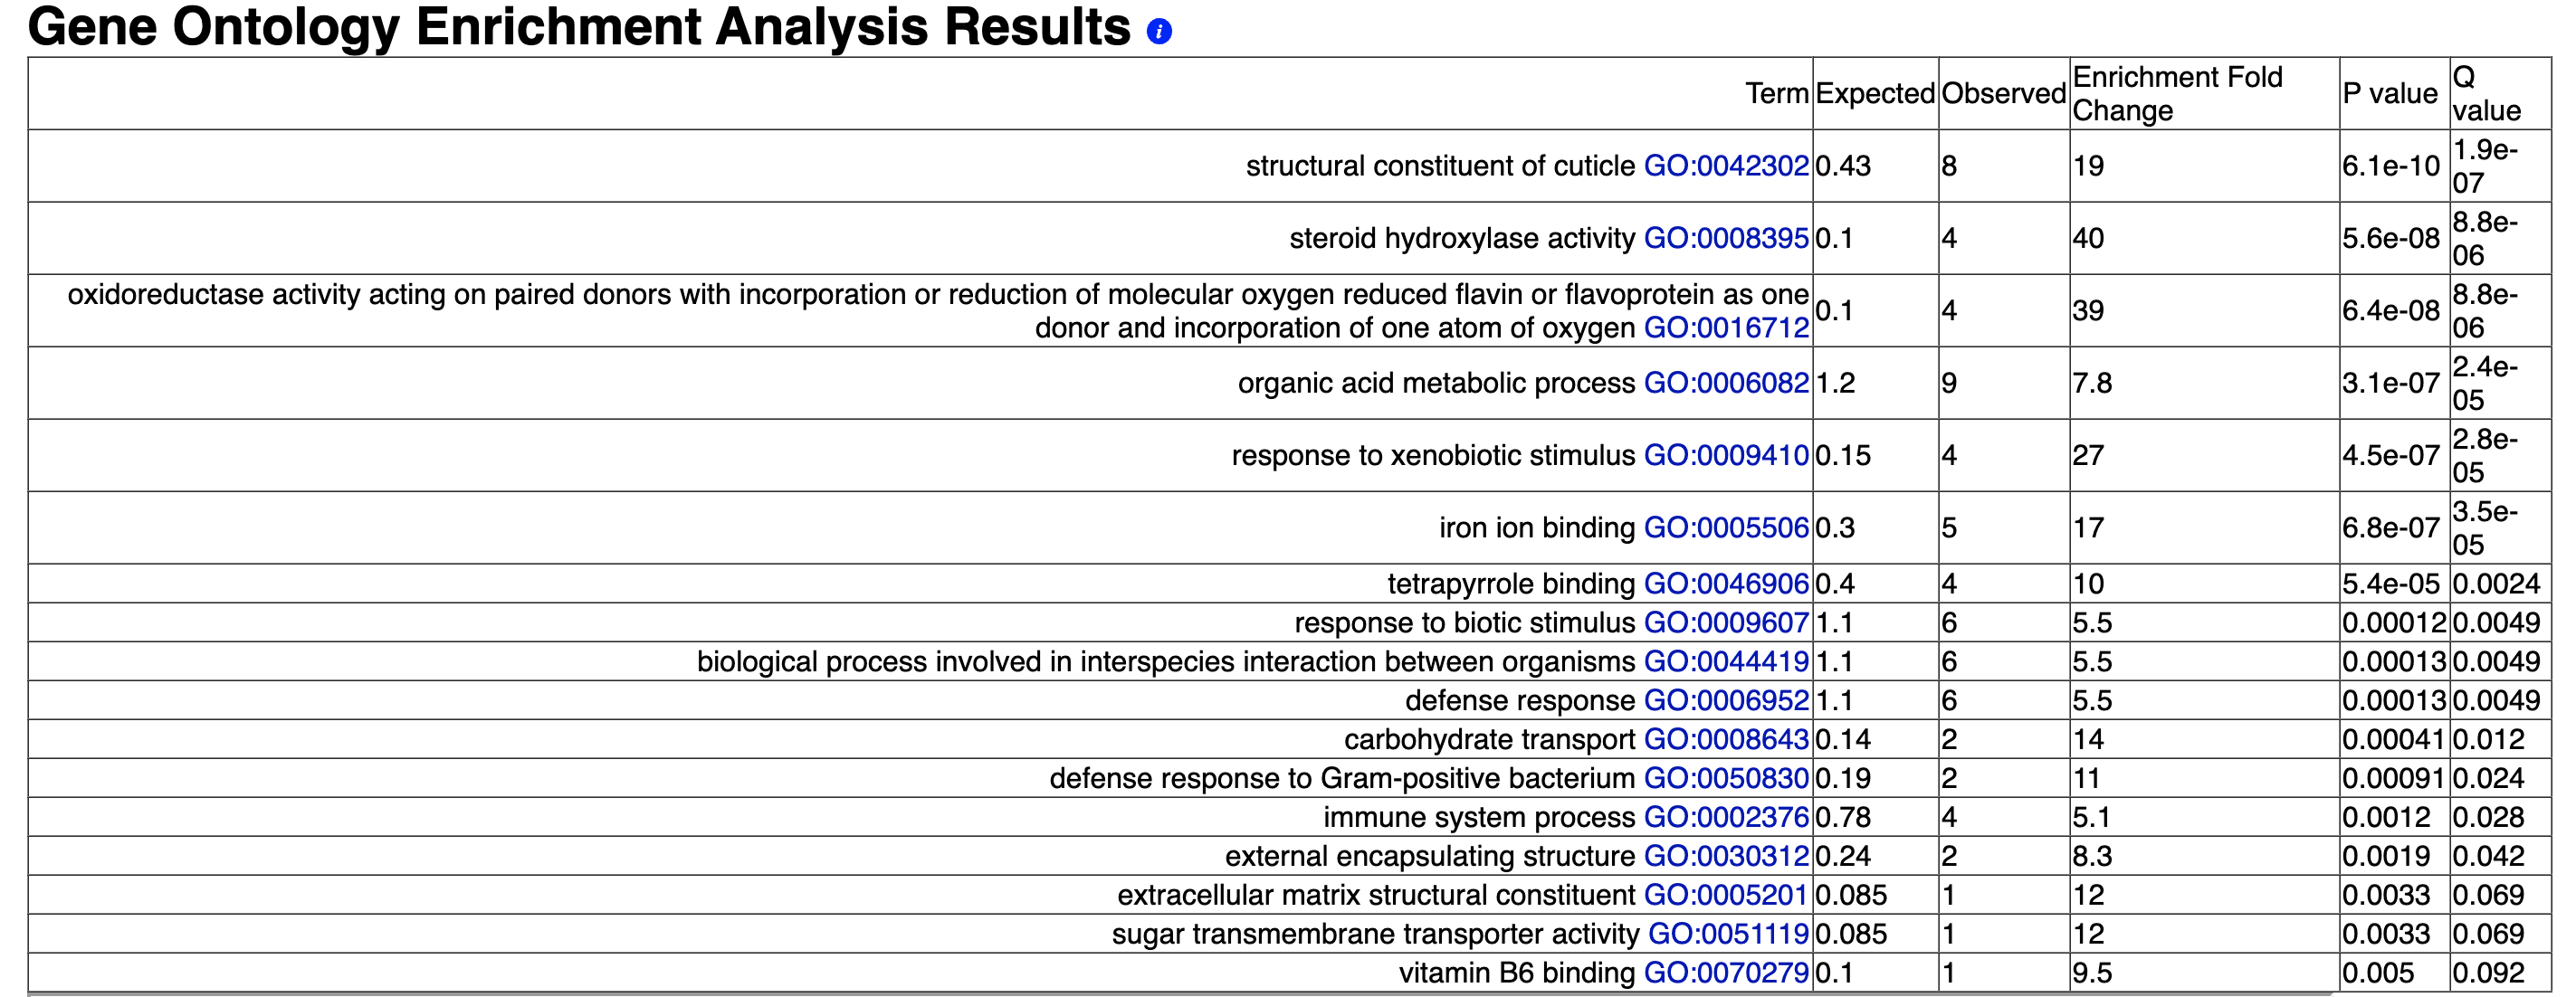 Gene Ontology Enrichment Analysis Results i
Term Expected Observed Enrichment Fold Change P value Q value
structural constituent of cuticle GO:0042302 0.43 8 19 6.1e-10 1.9e-07
steroid hydroxylase activity GO:0008395 0.1 4 40 5.6e-08 8.8e-06
oxidoreductase activity acting on paired donors with incorporation or reduction of molecular oxygen reduced flavin or flavoprotein as one
donor and incorporation of one atom of oxygen GO:0016712 0.1 4 39 6.4e-08 8.8e-06
organic acid metabolic process GO:0006082 1.2 9 7.8 3.1e-07 2.4e-05
response to xenobiotic stimulus GO:0009410 0.15 4 27 4.5e-07 2.8e-05
iron ion binding GO:0005506 0.3 5 17 6.8e-07 3.5e-05
tetrapyrrole binding GO:0046906 0.4 4 10 5.4e-05 0.0024
response to biotic stimulus GO:0009607 1.1 6 5.5 0.00012 0.0049
biological process involved in interspecies interaction between organisms GO:0044419 1.1 6 5.5 0.00013 0.0049
defense response GO:0006952 1.1 6 5.5 0.00013 0.0049
carbohydrate transport GO:0008643 0.14 2 14 0.00041 0.012
defense response to Gram-positive bacterium GO:0050830 0.19 2 11 0.00091 0.024
immune system process GO:0002376 0.78 4 5.1 0.0012 0.028
external encapsulating structure GO:0030312 0.24 2 8.3 0.0019 0.042
extracellular matrix structural constituent GO:0005201 0.085 1 12 0.0033 0.069
sugar transmembrane transporter activity GO:0051119 0.085 1 12 0.0033 0.069
vitamin B6 binding GO:0070279 0.1 1 9.5 0.005 0.092